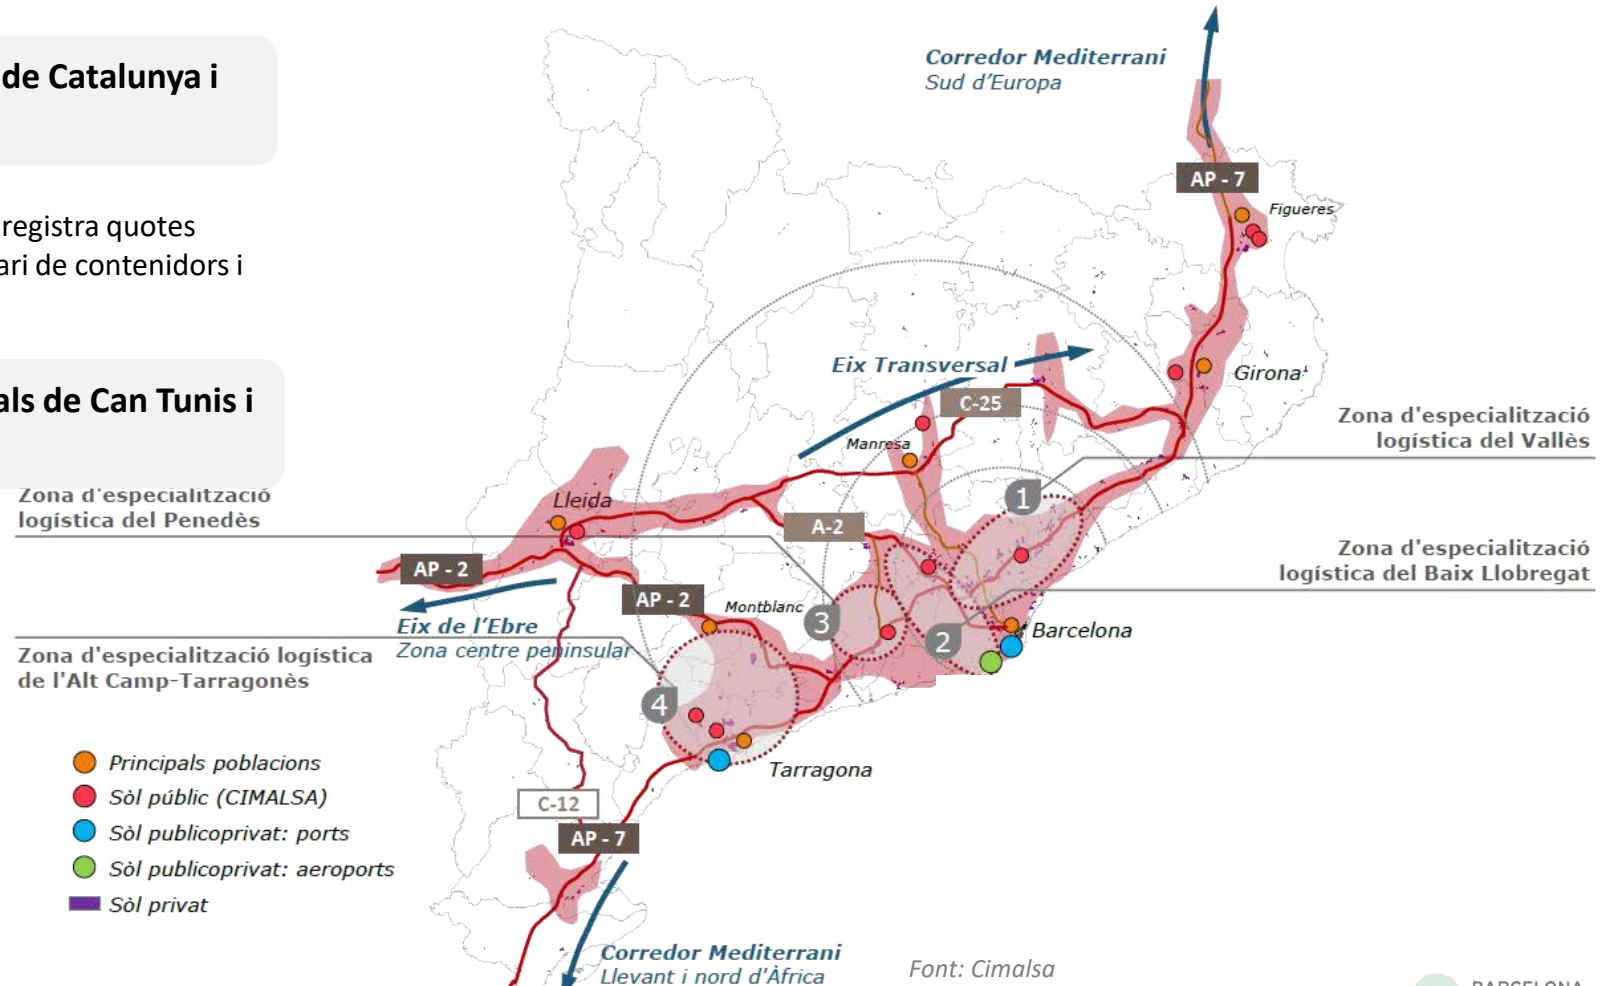 de Catalunya i
registra quotes
ari de contenidors i
als de Can Tunis i
Corredor Mediterrani
Sud d'Europa
AP - 7
Figueres
Eix Transversal
C-25
Girona
Manresa
Zona d'especialització
logística del Vallès
1
Zona d'especialització
logística del Penedès
Lleida
A-2
AP - 2
Zona d'especialització
logística del Baix Llobregat
AP - 2
Montblanc
3
2
Barcelona
Eix de l'Ebre
Zona centre peninsular
Zona d'especialització logística
de l'Alt Camp-Tarragonès
4
Tarragona
Principals poblacions
Sòl públic (CIMALSA)
Sòl publicoprivat: ports
Sòl publicoprivat: aeroports
Sòl privat
C-12
AP - 7
Corredor Mediterrani
Llevant i nord d'Àfrica
Font: Cimalsa
BARCELONA